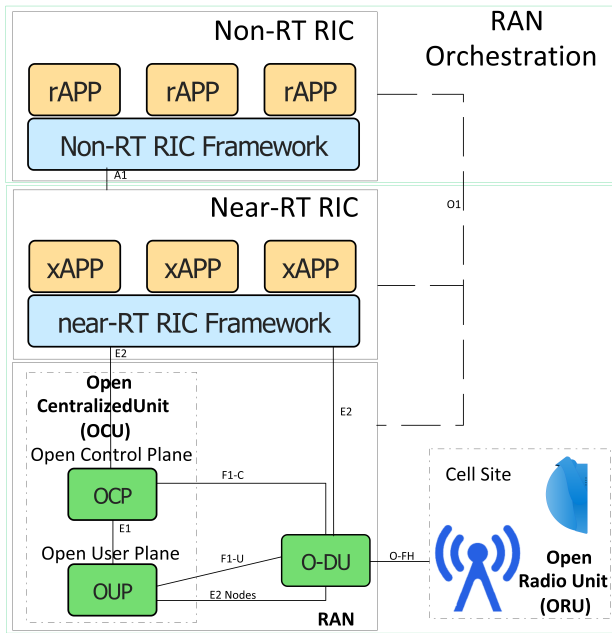 Non-RT RIC
RAN
Orchestration
rAPP
rAPP
rAPP
Non-RT RIC Framework
A1
Near-RT RIC
O1
xAPP
xAPP
xAPP
near-RT RIC Framework
E2
Open
CentralizedUnit
(OCU)
E2
Open Control Plane
OCP
F1-C
Cell Site
E1
Open User Plane
F1-U
O-DU
O-FH
OUP
E2 Nodes
RAN
Open
Radio Unit
(ORU)